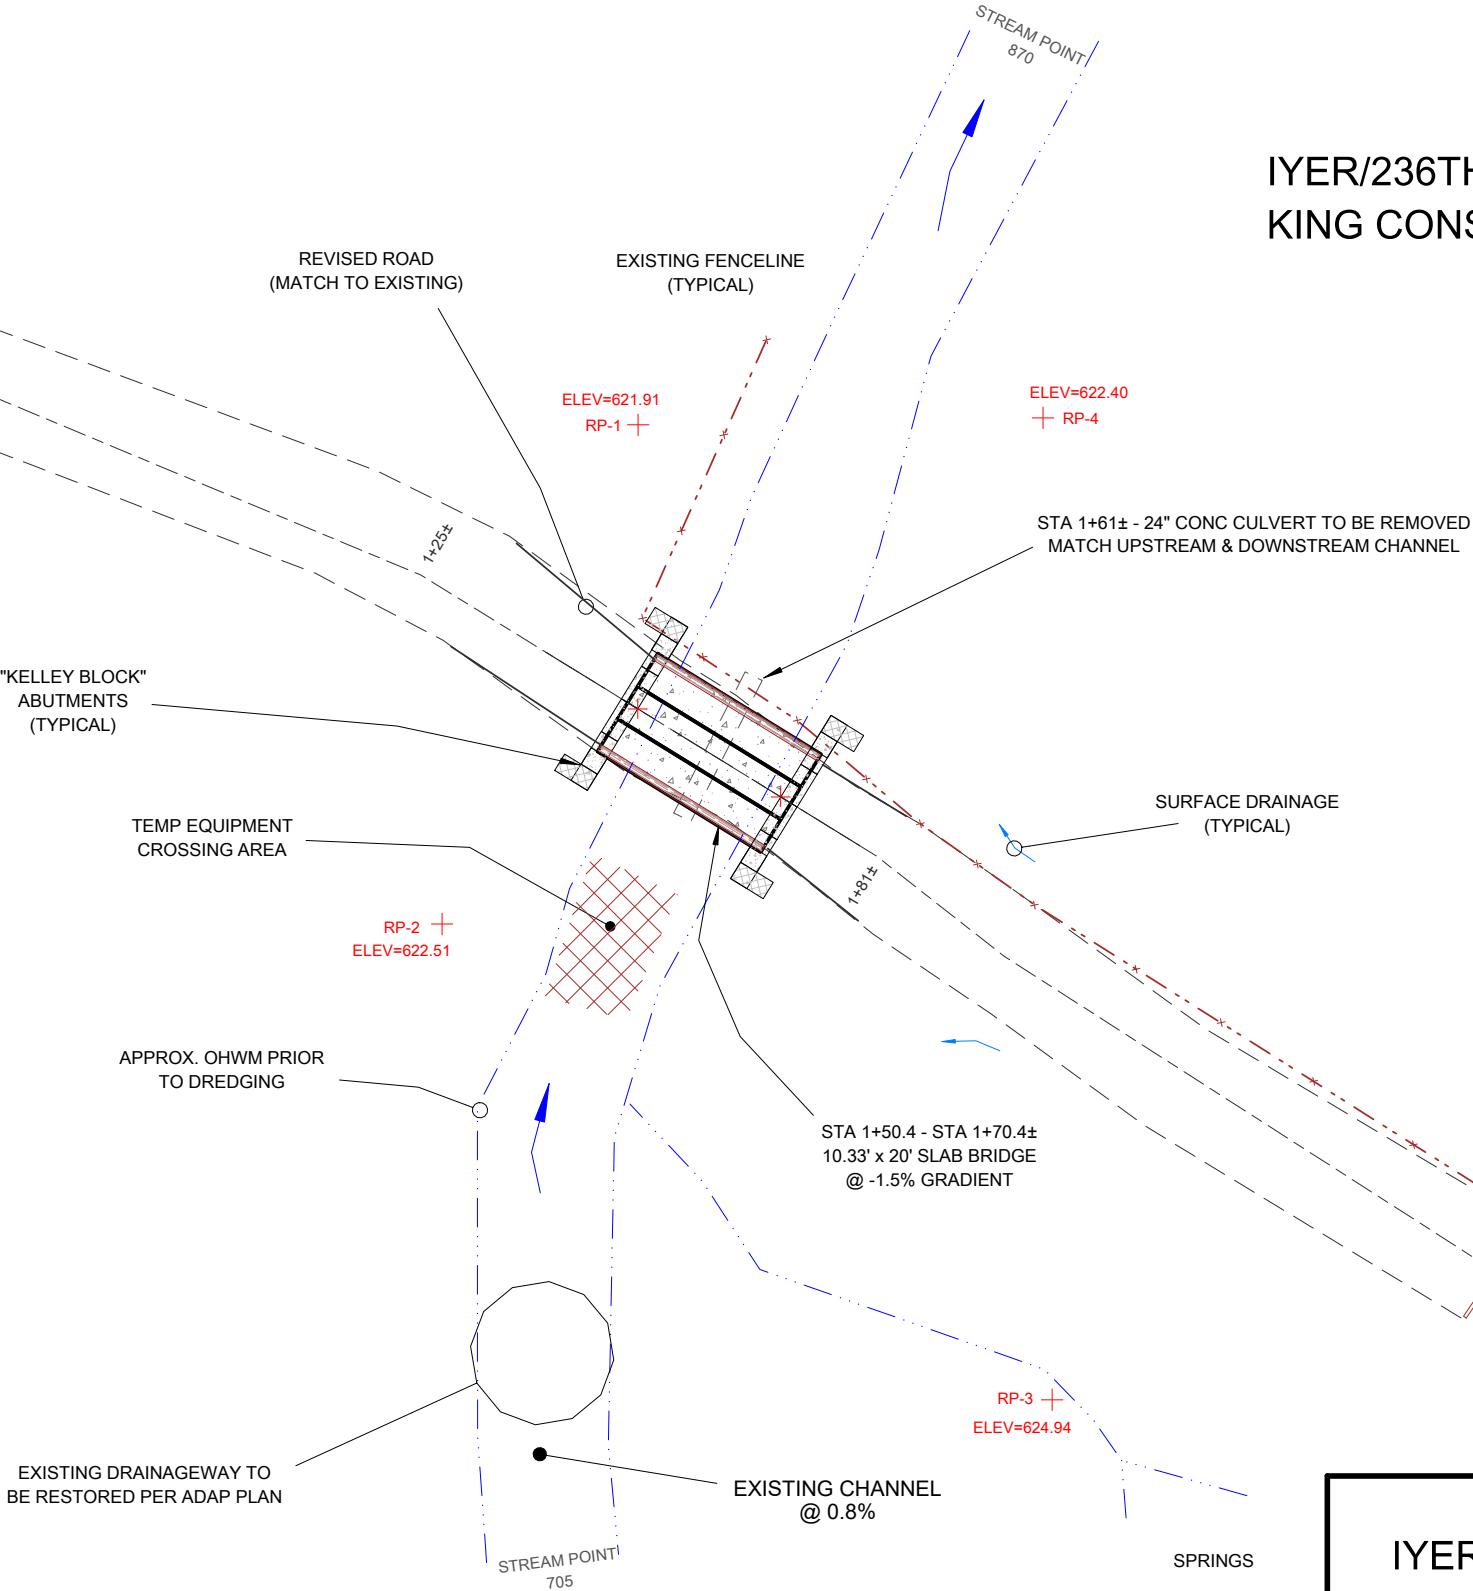 STREAM POINT
870
IYER/236TH
KING CONS
REVISED ROAD
(MATCH TO EXISTING)
EXISTING FENCELINE
(TYPICAL)
ELEV=621.91
RP-1
ELEV=622.40
RP-4
STA 1+61± - 24" CONC CULVERT TO BE REMOVED
MATCH UPSTREAM & DOWNSTREAM CHANNEL
1+25±
"KELLEY BLOCK"
ABUTMENTS
(TYPICAL)
TEMP EQUIPMENT
CROSSING AREA
SURFACE DRAINAGE
(TYPICAL)
1+81±
RP-2
ELEV=622.51
APPROX. OHWM PRIOR
TO DREDGING
STA 1+50.4 - STA 1+70.4±
10.33' x 20' SLAB BRIDGE
@ -1.5% GRADIENT
RP-3
ELEV=624.94
EXISTING DRAINAGEWAY TO
BE RESTORED PER ADAP PLAN
EXISTING CHANNEL
@ 0.8%
STREAM POINT
705
SPRINGS
IYER